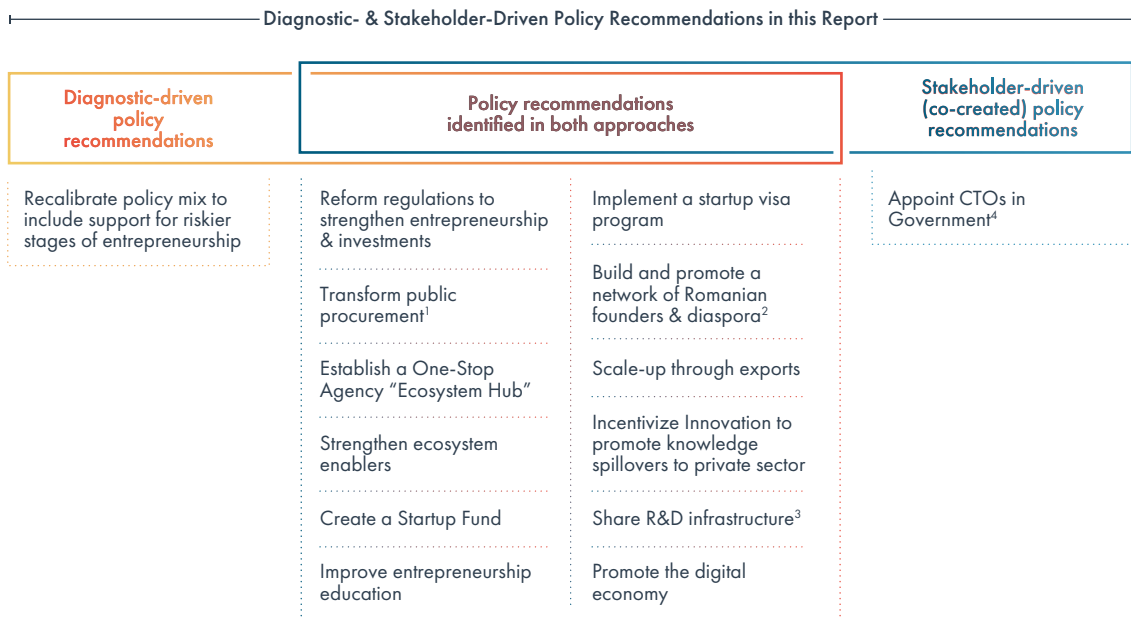 Diagnostic- & Stakeholder-Driven Policy Recommendations in this Report
Diagnostic-driven
policy
recommendations
Policy recommendations
identified in both approaches
Stakeholder-driven
(co-created) policy
recommendations
Recalibrate policy mix to
include support for riskier
stages of entrepreneurship
Reform regulations to
strengthen entrepreneurship
& investments
Transform public
procurement¹
Establish a One-Stop
Agency “Ecosystem Hub”
Strengthen ecosystem
enablers
Create a Startup Fund
Improve entrepreneurship
education
Implement a startup visa
program
Build and promote a
network of Romanian
founders & diaspora²
Scale-up through exports
Incentivize Innovation to
promote knowledge
spillovers to private sector
Share R&D infrastructure³
Promote the digital
economy
Appoint CTOs in
Government⁴